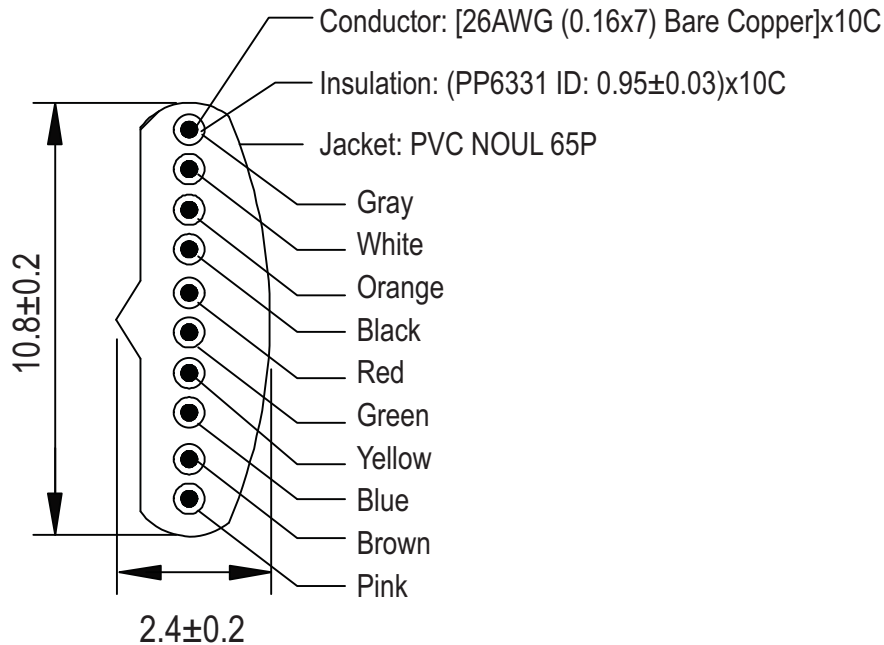 Conductor: [26AWG (0.16x7) Bare Copper]x10C
Insulation: (PP6331 ID: 0.95±0.03)x10C
Jacket: PVC NOUL 65P
Gray
White
Orange
Black
Red
Green
Yellow
Blue
Brown
Pink
10.8±0.2
2.4±0.2